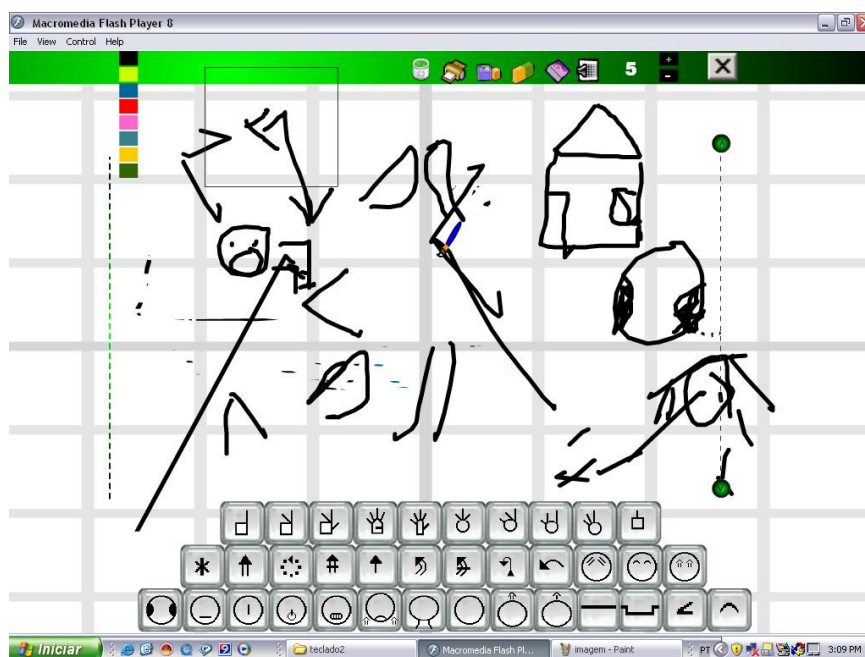 Macromedia Flash Player 8
File View Control Help
5
+
-
Iniciar
teclado2
Macromedia Flash Pl...
imagem - Paint
PT
3:09 PM